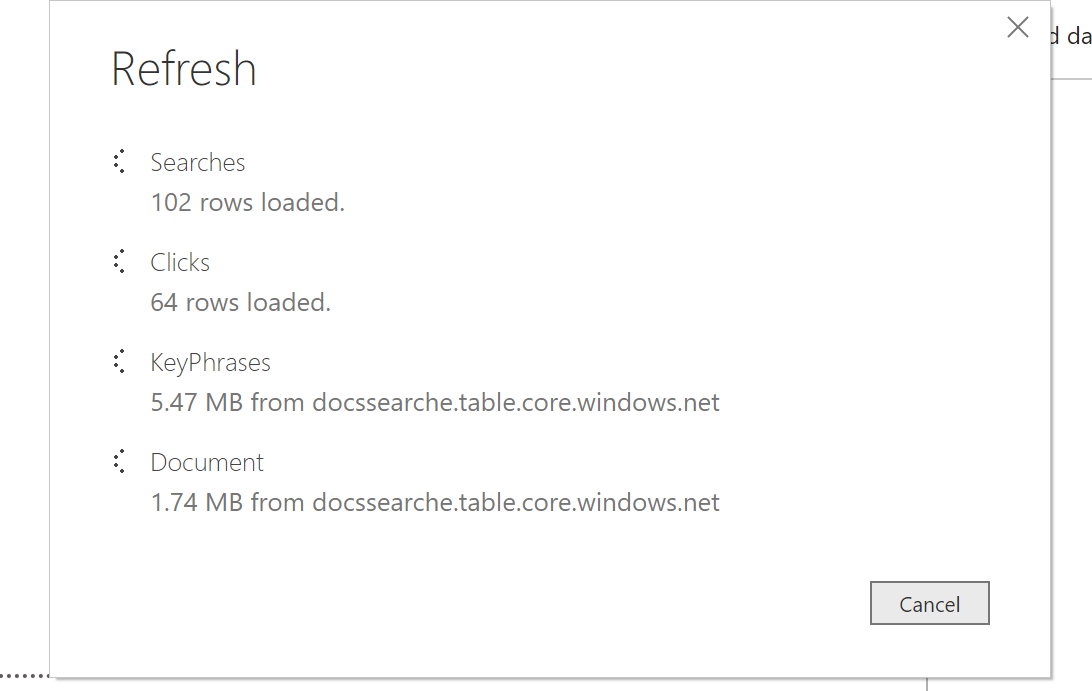 d da
Refresh
Searches
102 rows loaded.
Clicks
64 rows loaded.
KeyPhrases
5.47 MB from docssearche.table.core.windows.net
Document
1.74 MB from docssearche.table.core.windows.net
Cancel